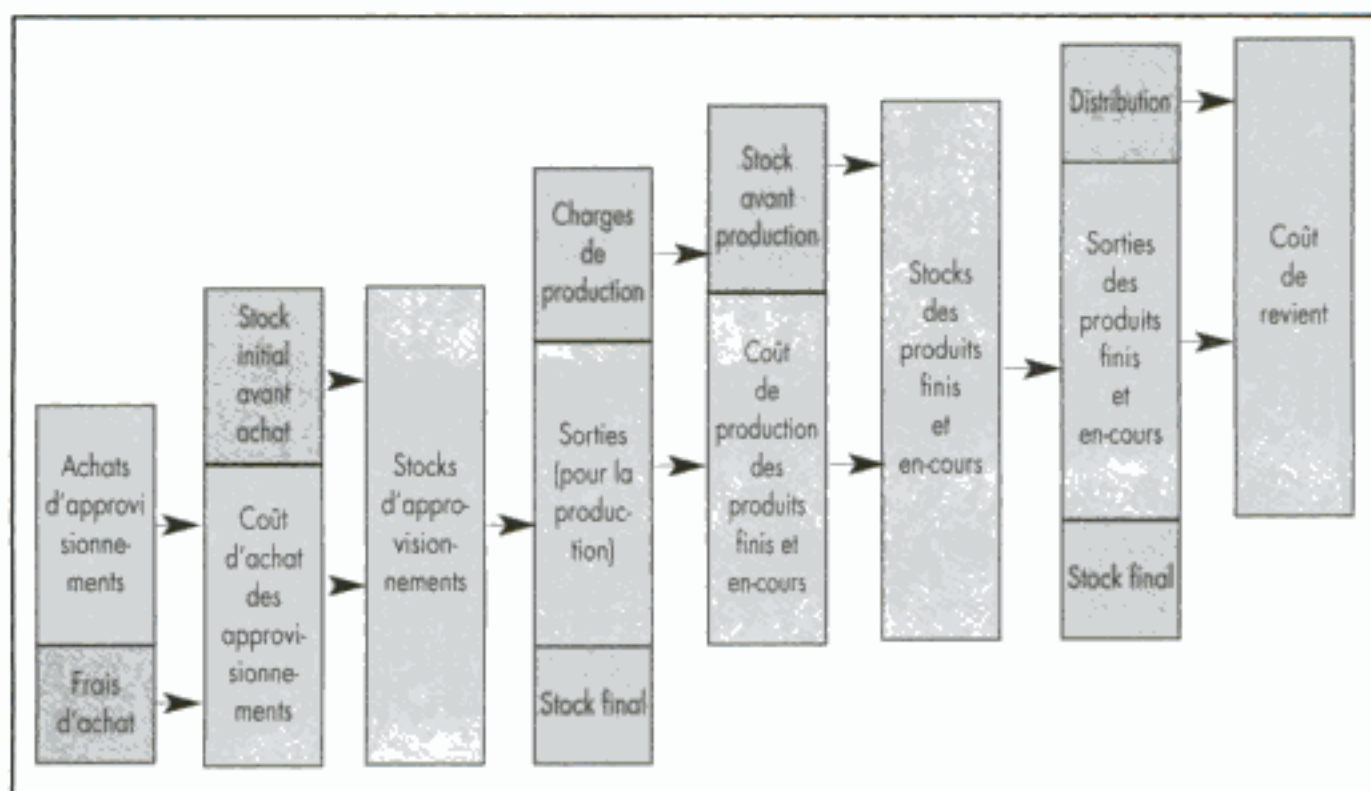 Achats
d'approvi
sionne-
ments
Frais
d'achat
Stock
initial
avant
achat
Coût
d'achat
des
approvi-
sionne-
ments
Stocks
d'appro-
vision-
nements
Charges
de
production
Sorties
(pour la
produc-
tion)
Stock final
Stock
avant
production
Coût
de
production
des
produits
finis et
en-cours
Stocks
des
produits
finis
et
en-cours
Distribution
Sorties
des
produits
finis
et
en-cours
Stock final
Coût
de
revient